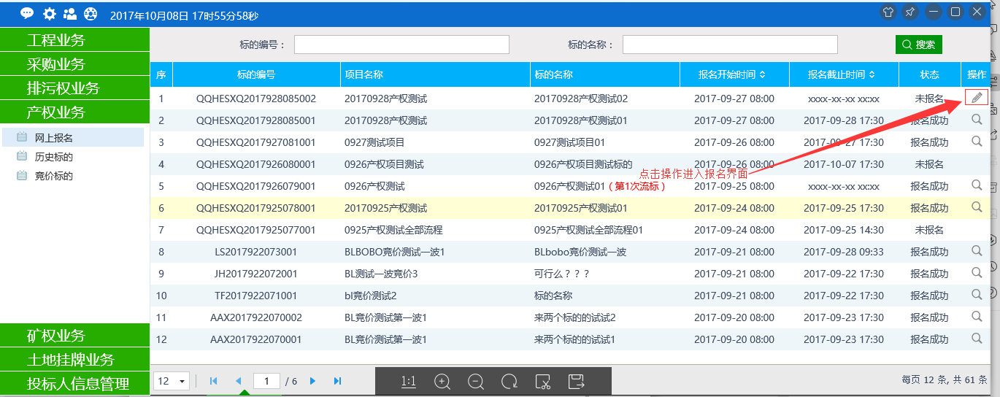 2017年10月08日 17时55分58秒
工程业务
采购业务
排污权业务
产权业务
网上报名
历史标的
竞价标的
矿权业务
土地挂牌业务
投标人信息管理
标的编号： 标的名称： 搜索
序 标的编号 项目名称 标的名称 报名开始时间 报名截止时间 状态 操作
1 QQHESXQ2017928085002 20170928产权测试 20170928产权测试02 2017-09-27 08:00 xxxx-xx-xx xx:xx 未报名
2 QQHESXQ2017928085001 20170928产权测试 20170928产权测试01 2017-09-27 08:00 2017-09-28 17:30 报名成功
3 QQHESXQ2017927081001 0927测试项目 0927测试项目01 2017-09-26 08:00 2017-09-27 17:30 报名成功
4 QQHESXQ2017926080001 0926产权项目测试 0926产权项目测试标的 2017-09-26 08:00 2017-10-07 17:30 未报名
点击操作进入报名界面
5 QQHESXQ2017926079001 0926产权测试 0926产权测试01（第1次流标） 2017-09-25 08:00 xxxx-xx-xx xx:xx 报名成功
6 QQHESXQ2017925078001 20170925产权测试 20170925产权测试01 2017-09-24 08:00 2017-09-25 17:30 报名成功
7 QQHESXQ2017925077001 0925产权测试全部流程 0925产权测试全部流程01 2017-09-24 08:00 2017-09-25 14:30 未报名
8 LS2017922073001 BLBOBO竞价测试一波1 BLbobo竞价测试一波 2017-09-21 08:00 2017-09-28 09:33 报名成功
9 JH2017922072001 BL测试一波竞价3 可行么？？？ 2017-09-21 08:00 2017-09-22 17:30 报名成功
10 TF2017922071001 bl竞价测试2 标的名称 2017-09-21 08:00 2017-09-22 17:30 报名成功
11 AAX2017922070002 BL竞价测试第一波1 来两个标的的试试2 2017-09-20 08:00 2017-09-23 17:30 报名成功
12 AAX2017922070001 BL竞价测试第一波1 来两个标的的试试1 2017-09-20 08:00 2017-09-23 17:30 报名成功
12 1 / 6 1:1 每页 12 条, 共 61 条